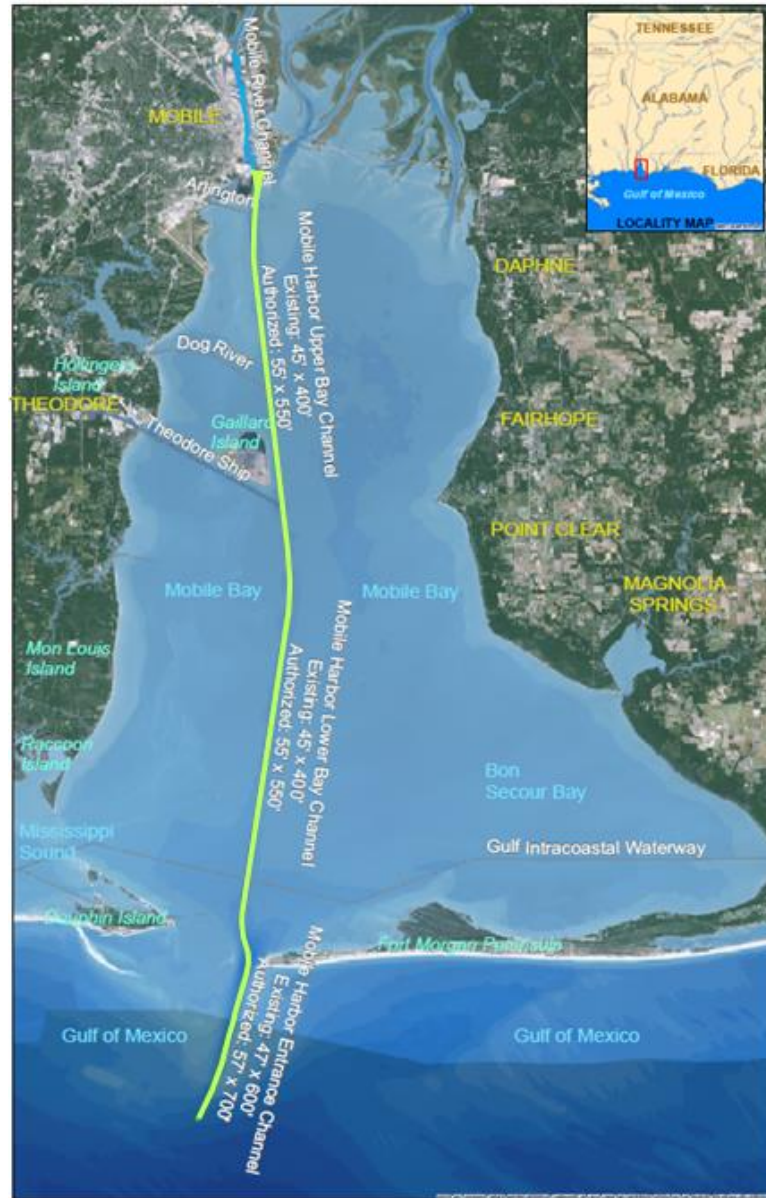 TENNESSEE
ALABAMA
FLORIDA
Gulf of Mexico
LOCALITY MAP
Mobile River Channel
MOBILE
Arlington
DAPHNE
Mobile Harbor Upper Bay Channel
Existing: 45' x 400'
Authorized: 55' x 550'
Dog River
Hollingers
Island
THEODORE
Theodore Ship
Gaillard
Island
FAIRHOPE
POINT CLEAR
Mobile Bay
Mobile Bay
MAGNOLIA
SPRINGS
Mon Louis
Island
Mobile Harbor Lower Bay Channel
Existing: 45' x 400'
Authorized: 55' x 550'
Raccoon
Island
Bon
Secour Bay
Mississippi
Sound
Gulf Intracoastal Waterway
Dauphin Island
Fort Morgan Peninsula
Mobile Harbor Entrance Channel
Existing: 47' x 600'
Authorized: 57' x 700'
Gulf of Mexico
Gulf of Mexico